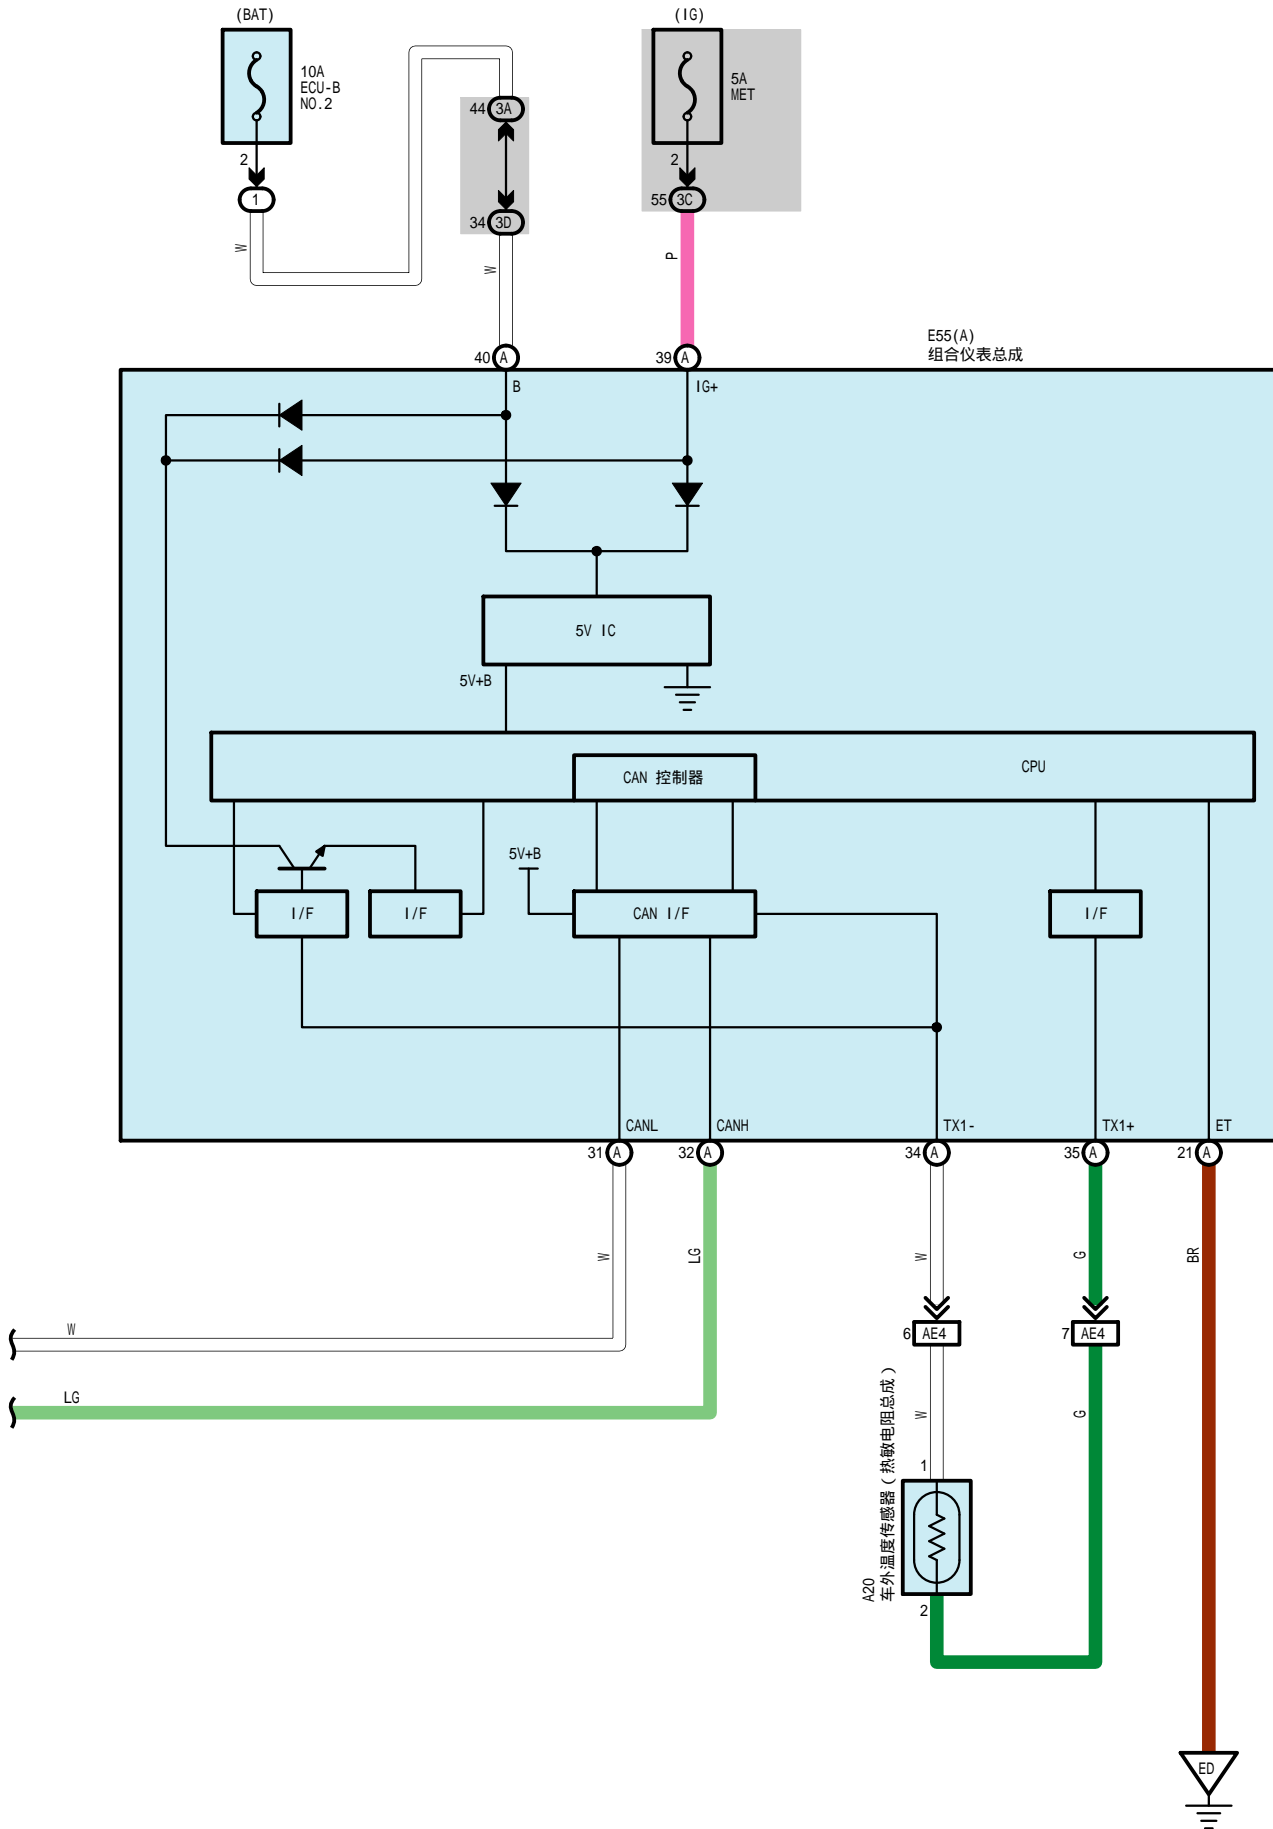 (BAT)
(IG)
10A
ECU-B
NO.2
5A
MET
44 3A
2
2
1
55 3C
34 3D
W
W
P
E55(A)
组合仪表总成
40 A
39 A
B
IG+
5V IC
5V+B
CAN 控制器
CPU
5V+B
I/F
I/F
CAN I/F
I/F
CANL
CANH
TX1-
TX1+
ET
31 A
32 A
34 A
35 A
21 A
W
LG
W
G
BR
W
6 AE4
7 AE4
LG
W
G
1
A20
车外温度传感器（热敏电阻总成）
2
ED